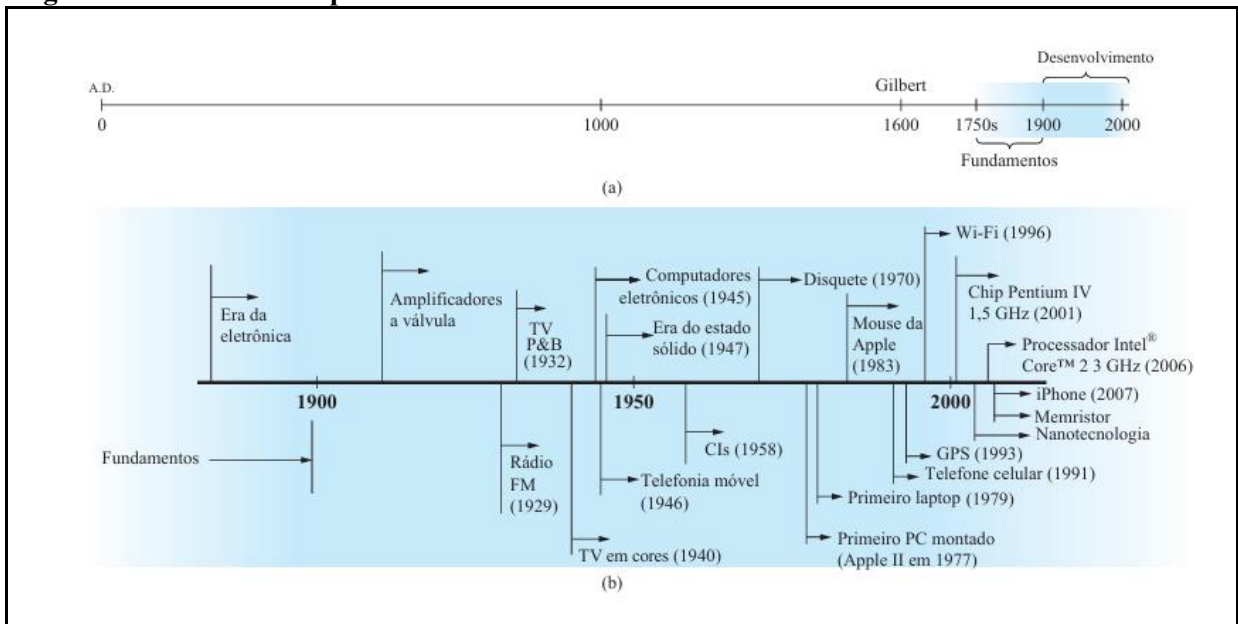 Desenvolvimento
A.D.
Gilbert
0
1000
1600
1750s
1900
2000
Fundamentos
(a)
Wi-Fi (1996)
Era da
eletrônica
Amplificadores
a válvula
TV
P&B
(1932)
Computadores
eletrônicos (1945)
Era do estado
sólido (1947)
Disquete (1970)
Mouse da
Apple
(1983)
Chip Pentium IV
1,5 GHz (2001)
Processador Intel®
Core™ 2 3 GHz (2006)
1900
1950
2000
iPhone (2007)
Memristor
Nanotecnologia
Fundamentos
Rádio
FM
(1929)
CIs (1958)
GPS (1993)
Telefone celular (1991)
Telefonia móvel
(1946)
Primeiro laptop (1979)
TV em cores (1940)
Primeiro PC montado
(Apple II em 1977)
(b)